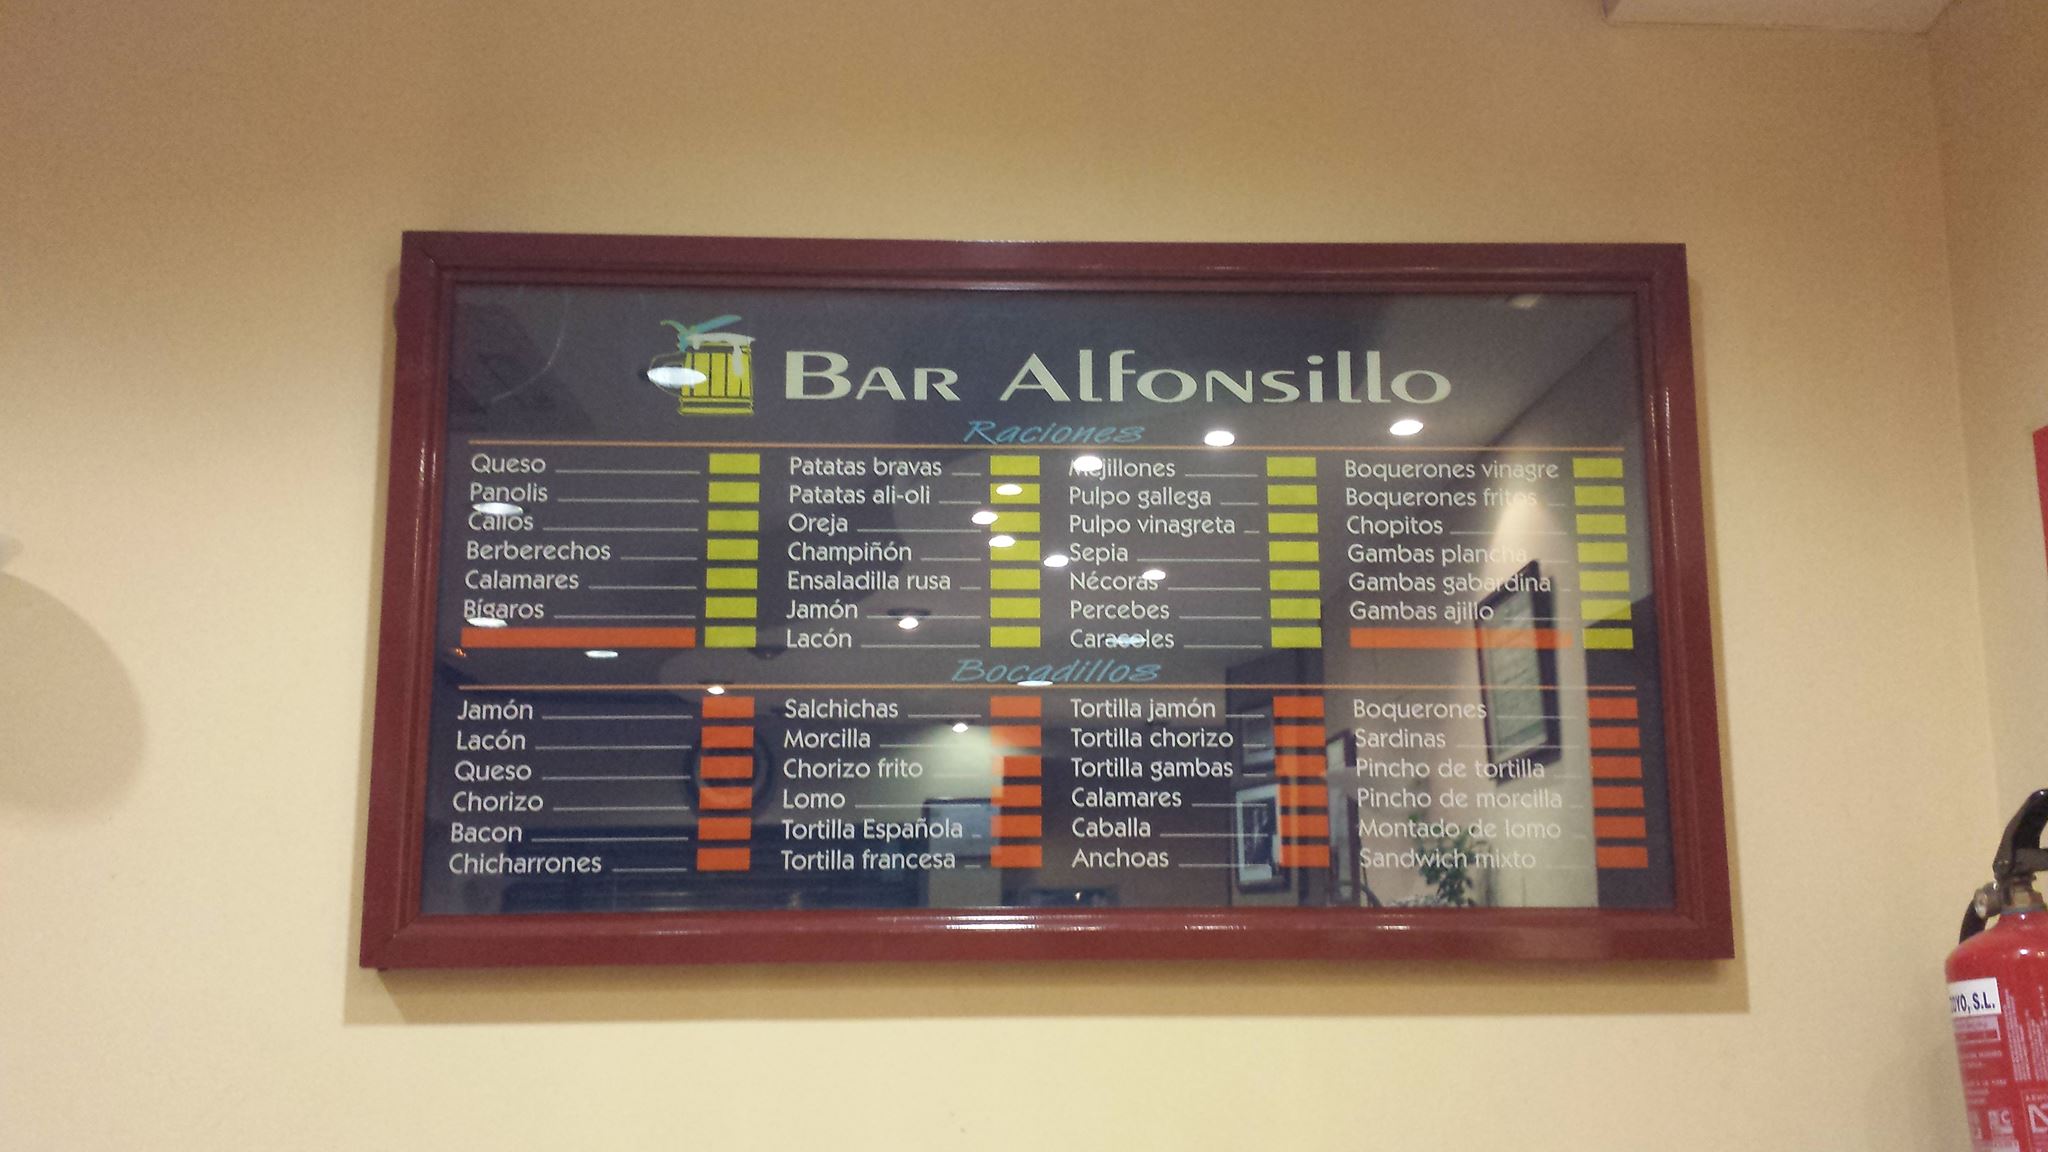 Bar Alfonsillo
Raciones
Queso
Panolis
Callos
Berberechos
Calamares
Bígaros
Patatas bravas
Patatas ali-oli
Oreja
Champiñón
Ensaladilla rusa
Jamón
Lacón
Mejillones
Pulpo gallega
Pulpo vinagreta
Sepia
Nécoras
Percebes
Caracoles
Boquerones vinagre
Boquerones fritos
Chopitos
Gambas plancha
Gambas gabardina
Gambas ajillo
Bocadillos
Jamón
Lacón
Queso
Chorizo
Bacon
Chicharrones
Salchichas
Morcilla
Chorizo frito
Lomo
Tortilla Española
Tortilla francesa
Tortilla jamón
Tortilla chorizo
Tortilla gambas
Calamares
Caballa
Anchoas
Boquerones
Sardinas
Pincho de tortilla
Pincho de morcilla
Montado de lomo
Sandwich mixto
S.L.